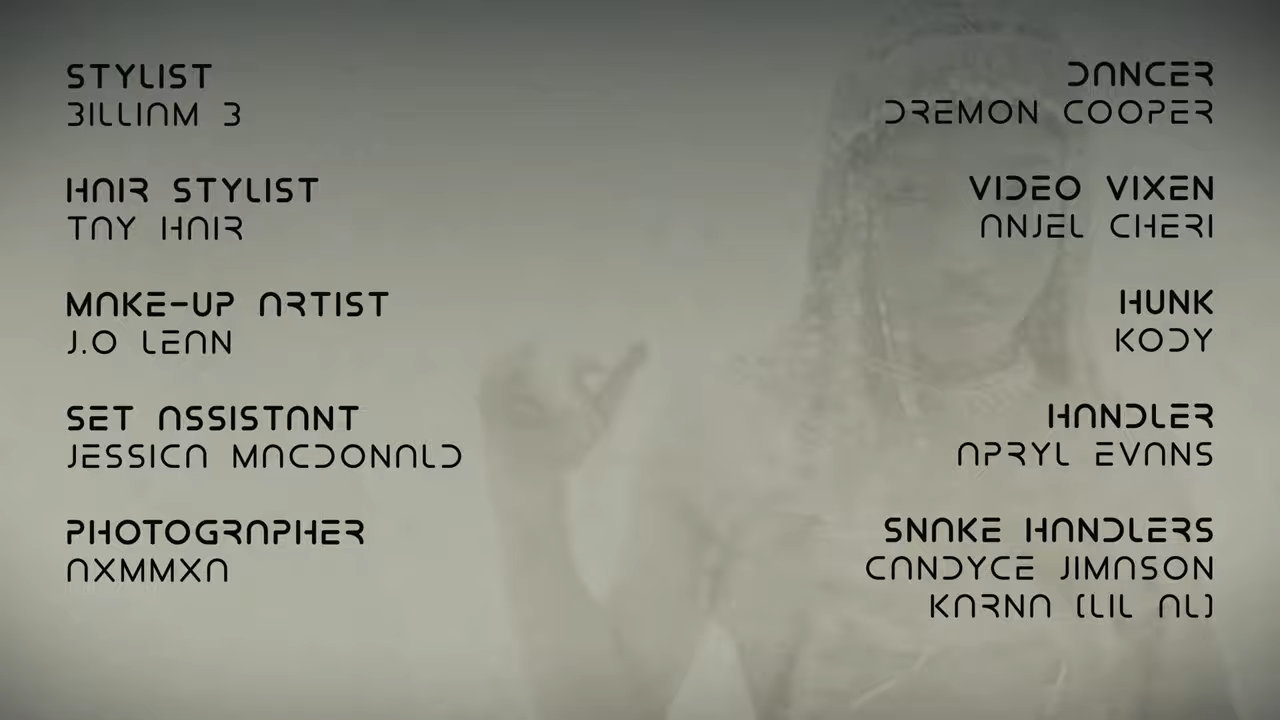 STYLIST
BILLIAM B
HAIR STYLIST
TAY HAIR
MAKE-UP ARTIST
J.O LEAN
SET ASSISTANT
JESSICA MACDONALD
PHOTOGRAPHER
AXMMXA
DANCER
DREMON COOPER
VIDEO VIXEN
ANJEL CHERI
HUNK
KODY
HANDLER
APRYL EVANS
SNAKE HANDLERS
CANDYCE JIMASON
KARNA (LIL AL)